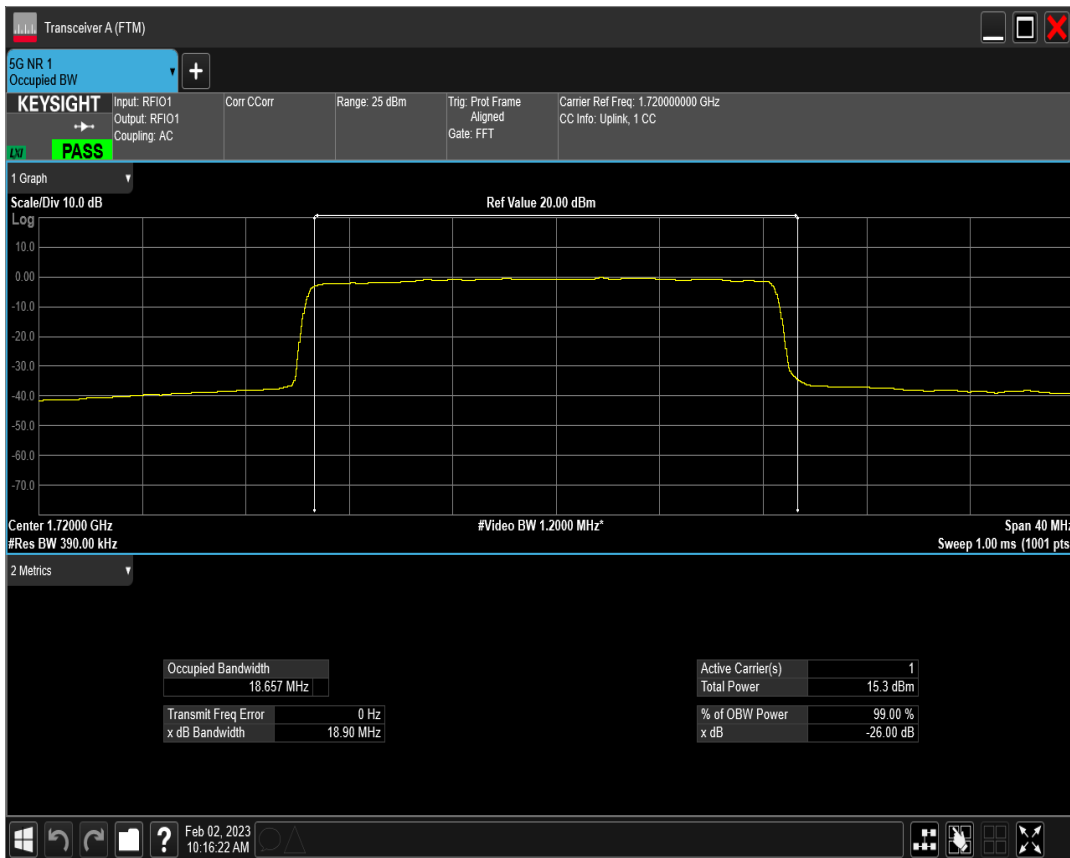 Transceiver A (FTM)
5G NR 1
Occupied BW
+
KEYSIGHT
LXI
PASS
Input: RFIO1
Output: RFIO1
Coupling: AC
Corr CCorr
Range: 25 dBm
Trig: Prot Frame
Aligned
Gate: FFT
Carrier Ref Freq: 1.720000000 GHz
CC Info: Uplink, 1 CC
1 Graph
Scale/Div 10.0 dB
Ref Value 20.00 dBm
Log
10.0
0.00
-10.0
-20.0
-30.0
-40.0
-50.0
-60.0
-70.0
Center 1.72000 GHz
#Video BW 1.2000 MHz*
Span 40 MHz
#Res BW 390.00 kHz
Sweep 1.00 ms (1001 pts
2 Metrics
Occupied Bandwidth
18.657 MHz
Transmit Freq Error 0 Hz
x dB Bandwidth 18.90 MHz
Active Carrier(s) 1
Total Power 15.3 dBm
% of OBW Power 99.00 %
x dB -26.00 dB
?
Feb 02, 2023
10:16:22 AM